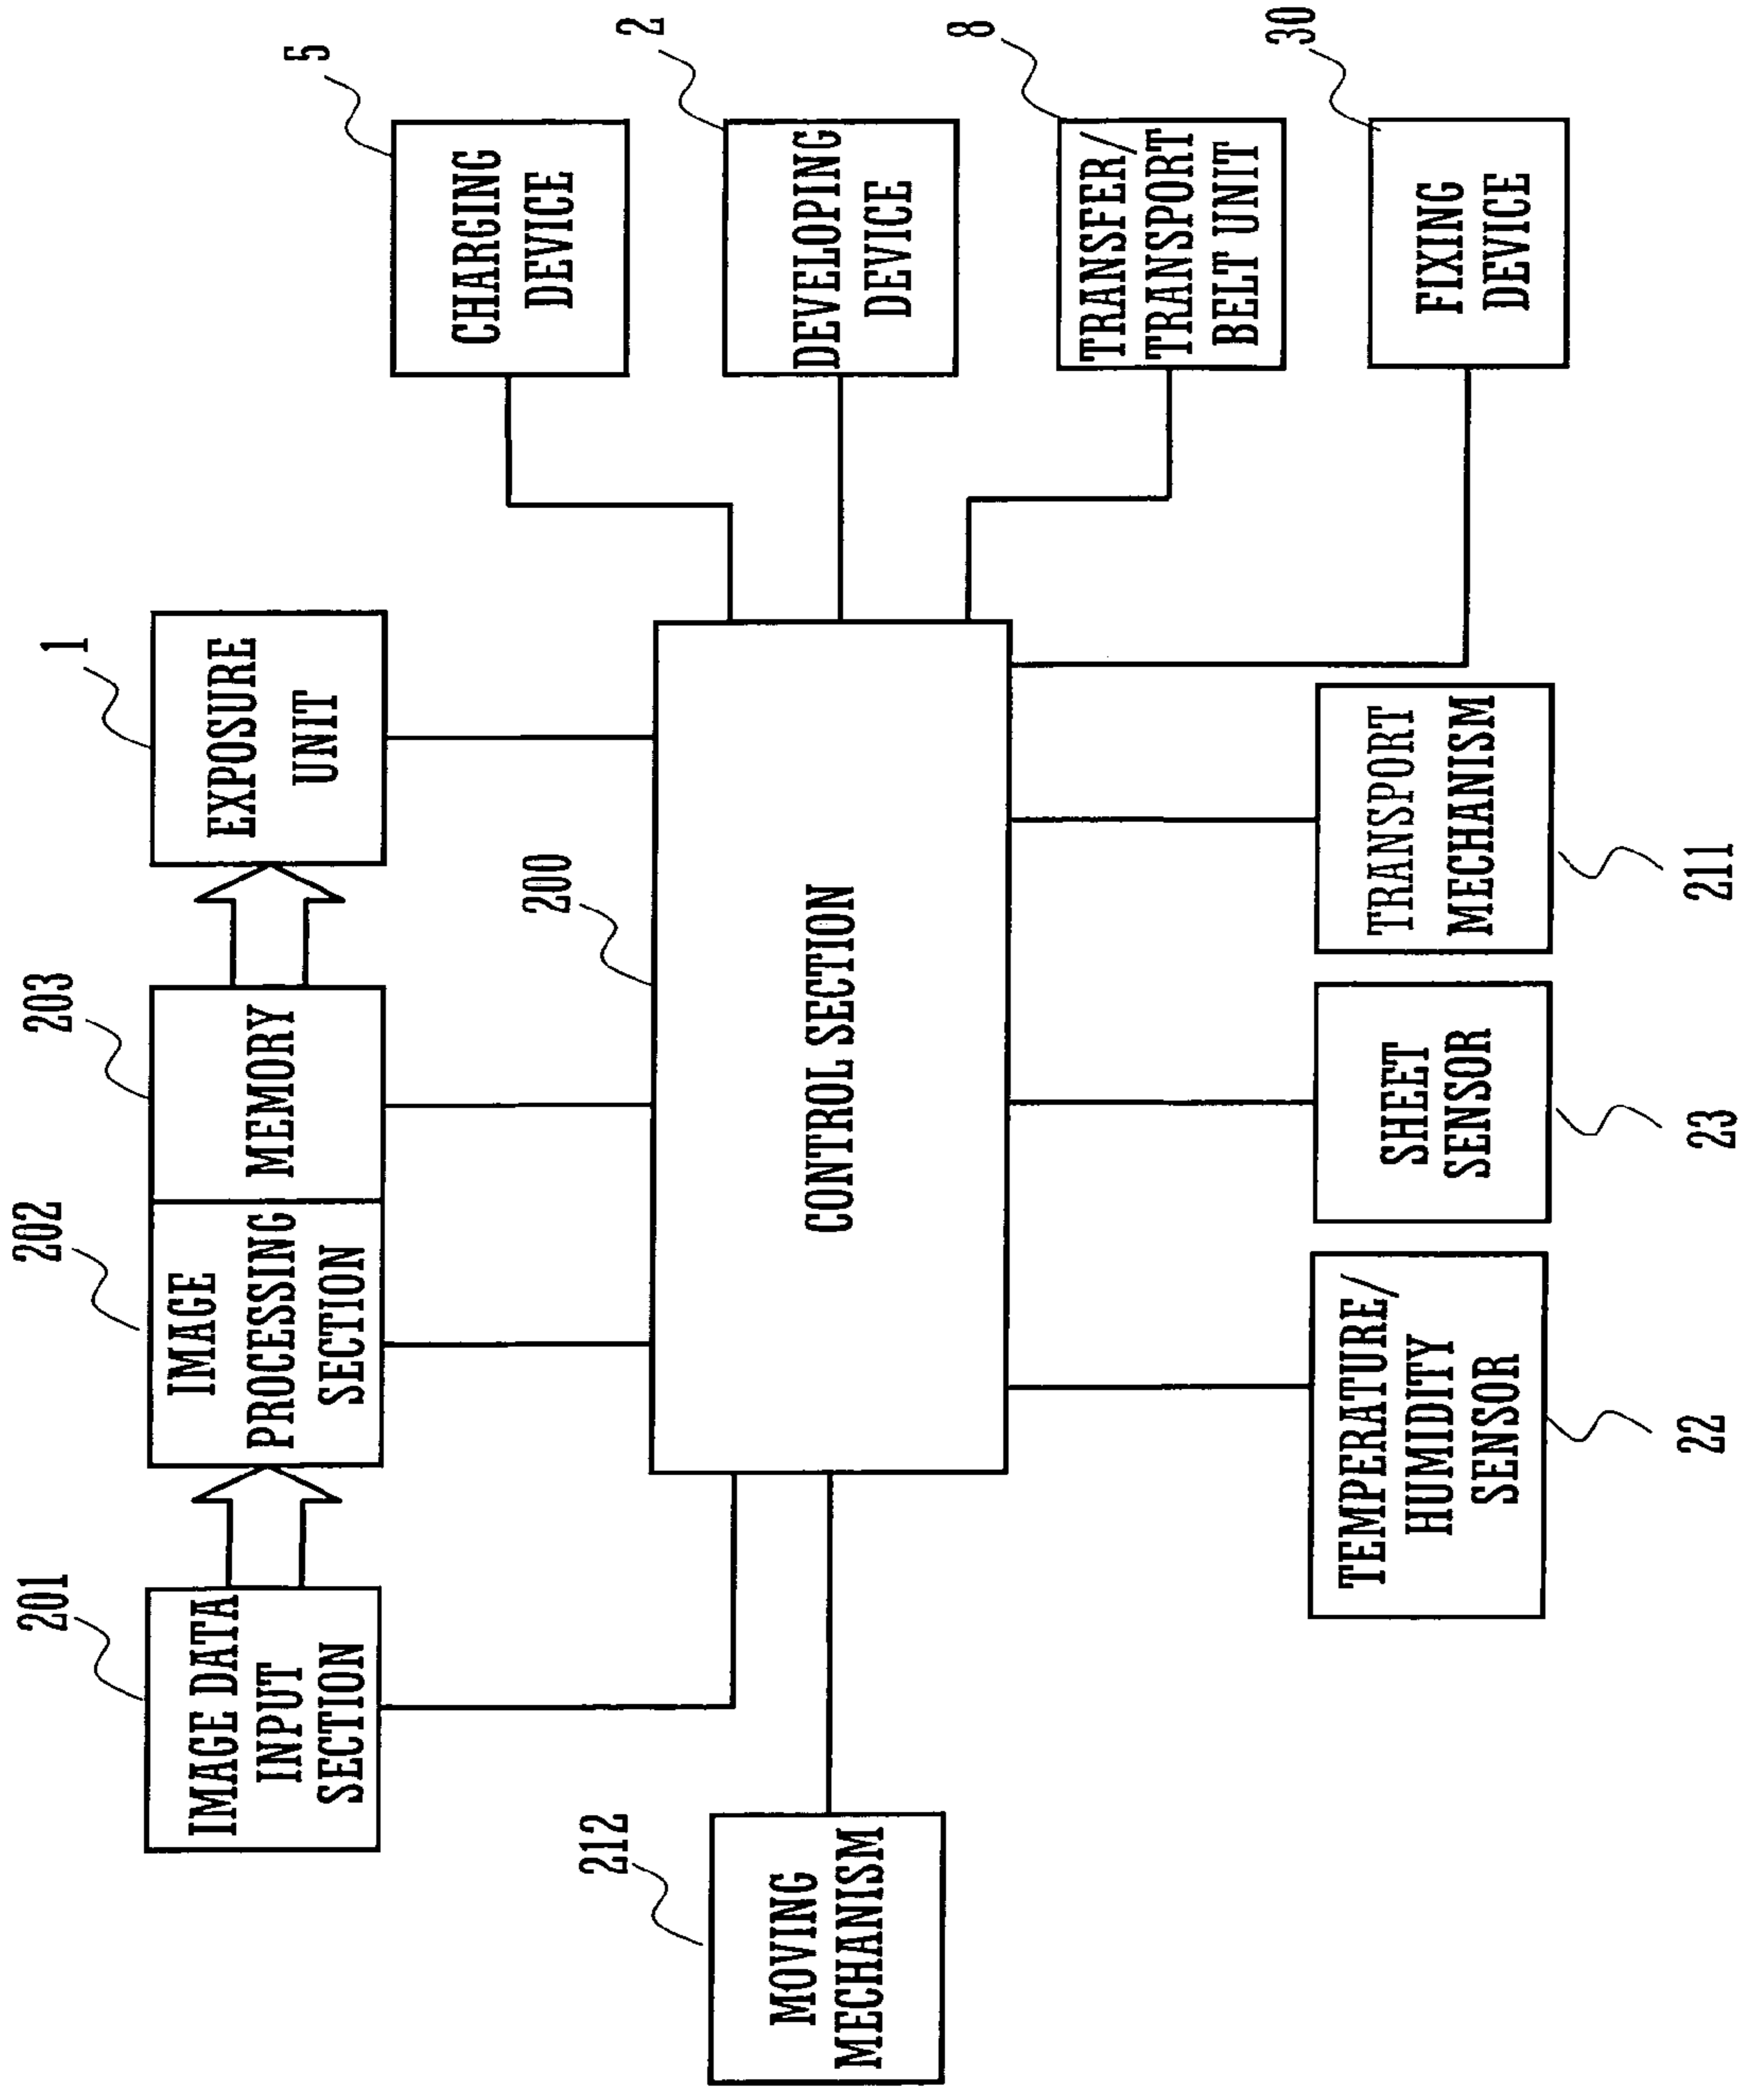 201
IMAGE DATA
INPUT
SECTION
202
IMAGE
PROCESSING
SECTION
203
MEMORY
1
EXPOSURE
UNIT
5
CHARGING
DEVICE
2
DEVELOPING
DEVICE
8
TRANSFER/
TRANSPORT
BELT UNIT
30
FIXING
DEVICE
200
CONTROL SECTION
212
MOVING
MECHANISM
TEMPERATURE/
HUMIDITY
SENSOR
22
SHEET
SENSOR
23
TRANSPORT
MECHANISM
211